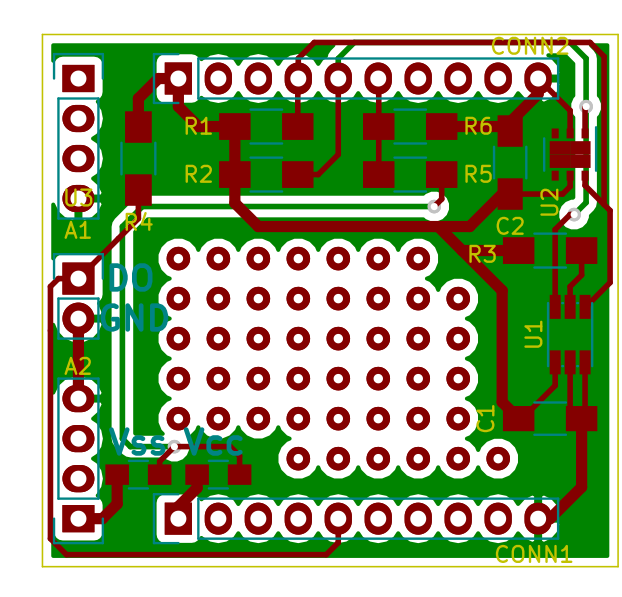 CONN2
R1
R6
R2
R5
U3
U2
R4
A1
C2
R3
DO
GND
U1
A2
C1
Vss Vcc
CONN1